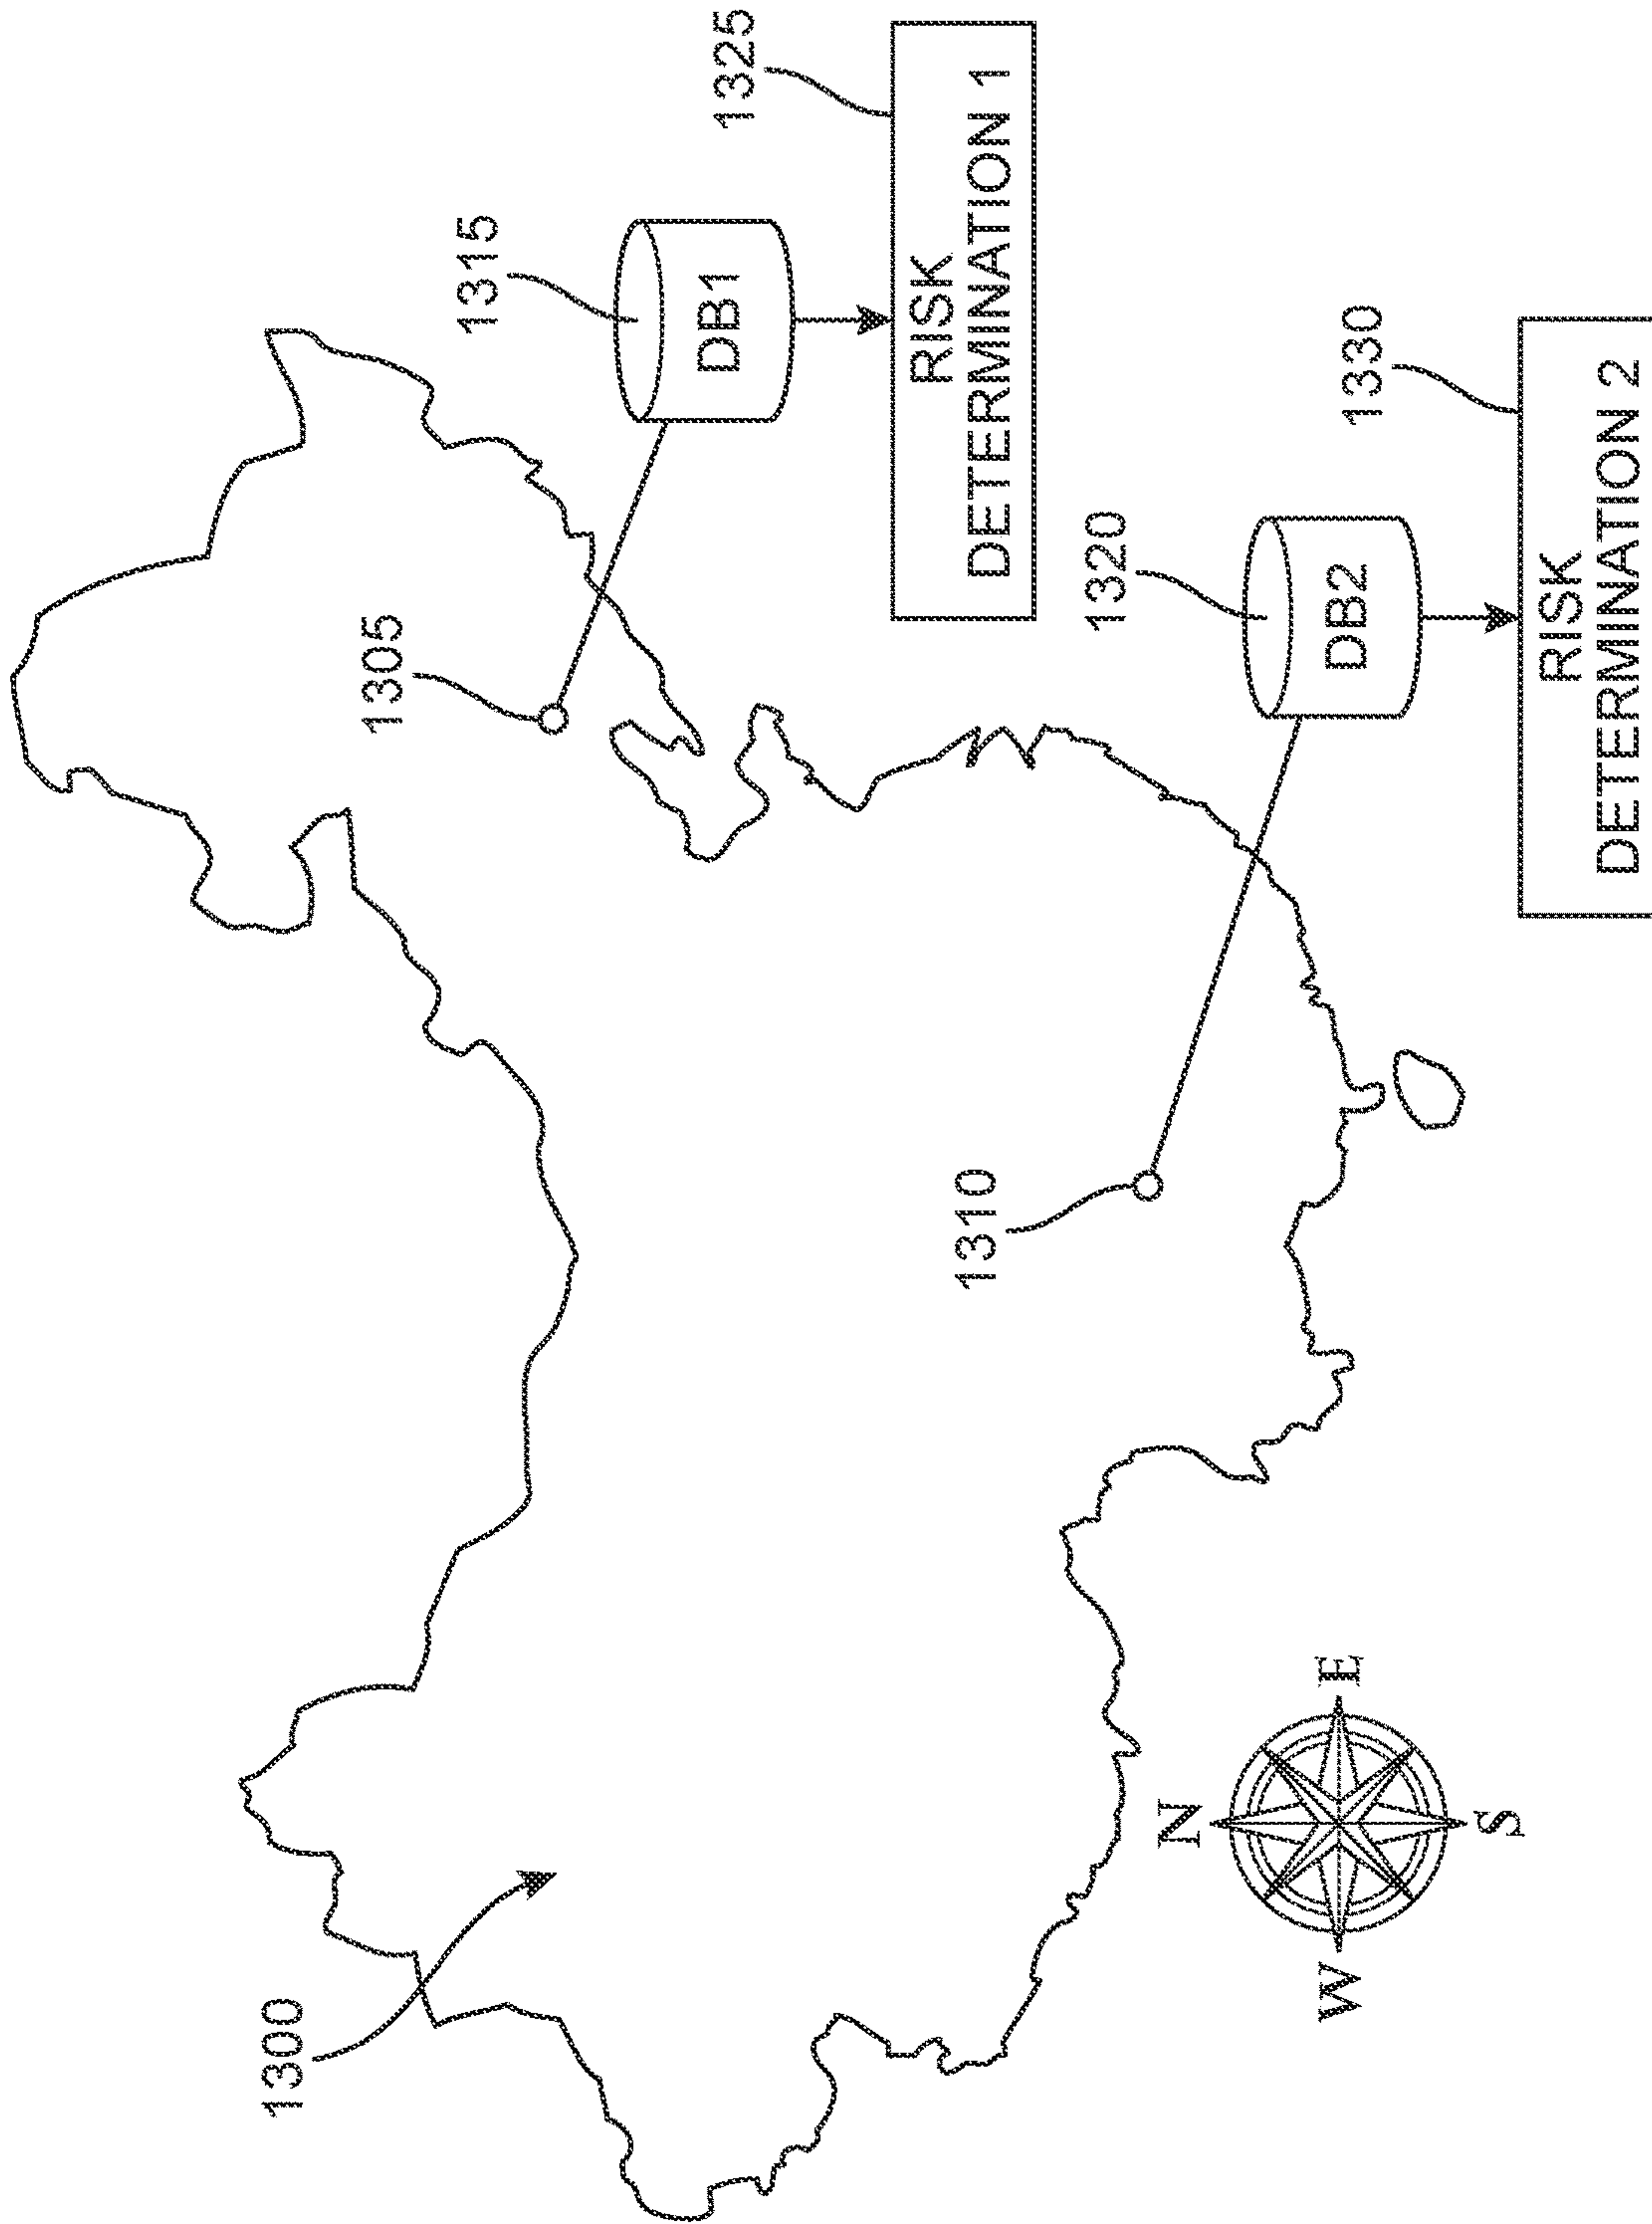 1300
1305
1315
DB1
1325
RISK
DETERMINATION 1
1310
1320
DB2
1330
RISK
DETERMINATION 2
N
W
E
S